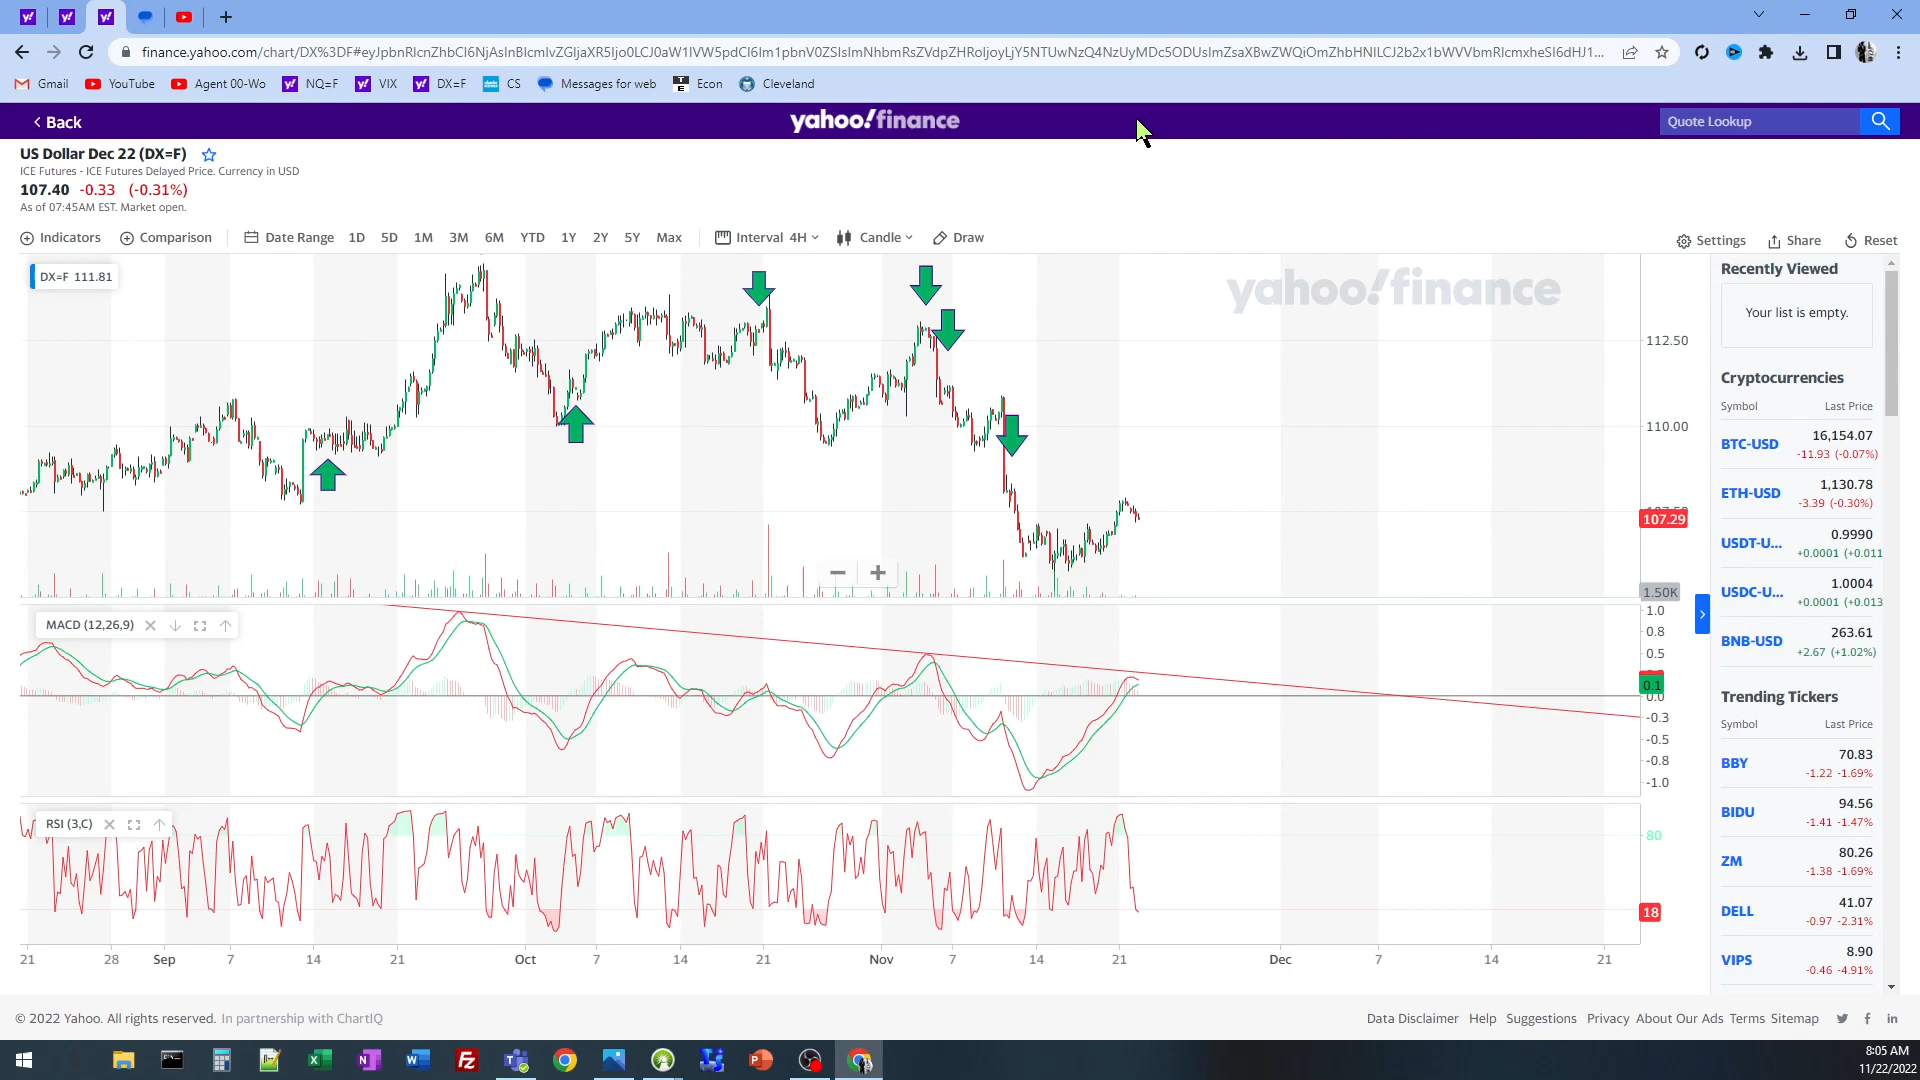 finance.yahoo.com/chart/DX%3DF#
Gmail YouTube Agent 00-Wo NQ=F VIX DX=F CS Messages for web Econ Cleveland
Back
yahoo!finance
Quote Lookup
US Dollar Dec 22 (DX=F)
ICE Futures - ICE Futures Delayed Price. Currency in USD
107.40 -0.33 (-0.31%)
As of 07:45AM EST. Market open.
Indicators Comparison Date Range 1D 5D 1M 3M 6M YTD 1Y 2Y 5Y Max Interval 4H Candle Draw
Settings Share Reset
DX=F 111.81
yahoo!finance
112.50
110.00
107.29
1.50K
MACD (12,26,9)
1.0
0.8
0.5
0.1
0.0
-0.3
-0.5
-0.8
-1.0
RSI (3,C)
80
18
21 28 Sep 7 14 21 Oct 7 14 21 Nov 7 14 21 Dec 7 14 21
Recently Viewed
Your list is empty.
Cryptocurrencies
Symbol Last Price
BTC-USD 16,154.07
-11.93 (-0.07%)
ETH-USD 1,130.78
-3.39 (-0.30%)
USDT-U... 0.9990
+0.0001 (+0.011
USDC-U... 1.0004
+0.0001 (+0.013
BNB-USD 263.61
+2.67 (+1.02%)
Trending Tickers
Symbol Last Price
BBY 70.83
-1.22 -1.69%
BIDU 94.56
-1.41 -1.47%
ZM 80.26
-1.38 -1.69%
DELL 41.07
-0.97 -2.31%
VIPS 8.90
-0.46 -4.91%
© 2022 Yahoo. All rights reserved. In partnership with ChartIQ
Data Disclaimer Help Suggestions Privacy About Our Ads Terms Sitemap
8:05 AM
11/22/2022